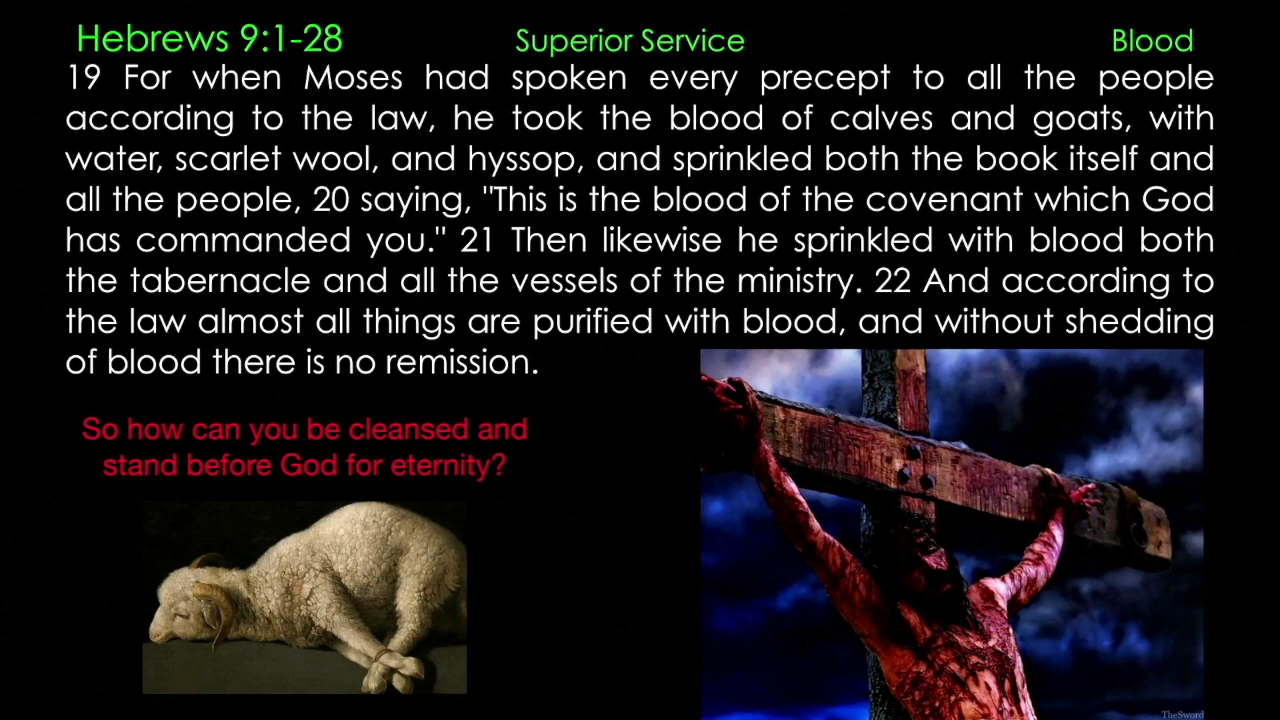 Hebrews 9:1-28 Superior Service Blood
19 For when Moses had spoken every precept to all the people
according to the law, he took the blood of calves and goats, with
water, scarlet wool, and hyssop, and sprinkled both the book itself and
all the people, 20 saying, "This is the blood of the covenant which God
has commanded you." 21 Then likewise he sprinkled with blood both
the tabernacle and all the vessels of the ministry. 22 And according to
the law almost all things are purified with blood, and without shedding
of blood there is no remission.
So how can you be cleansed and
stand before God for eternity?
TheSword